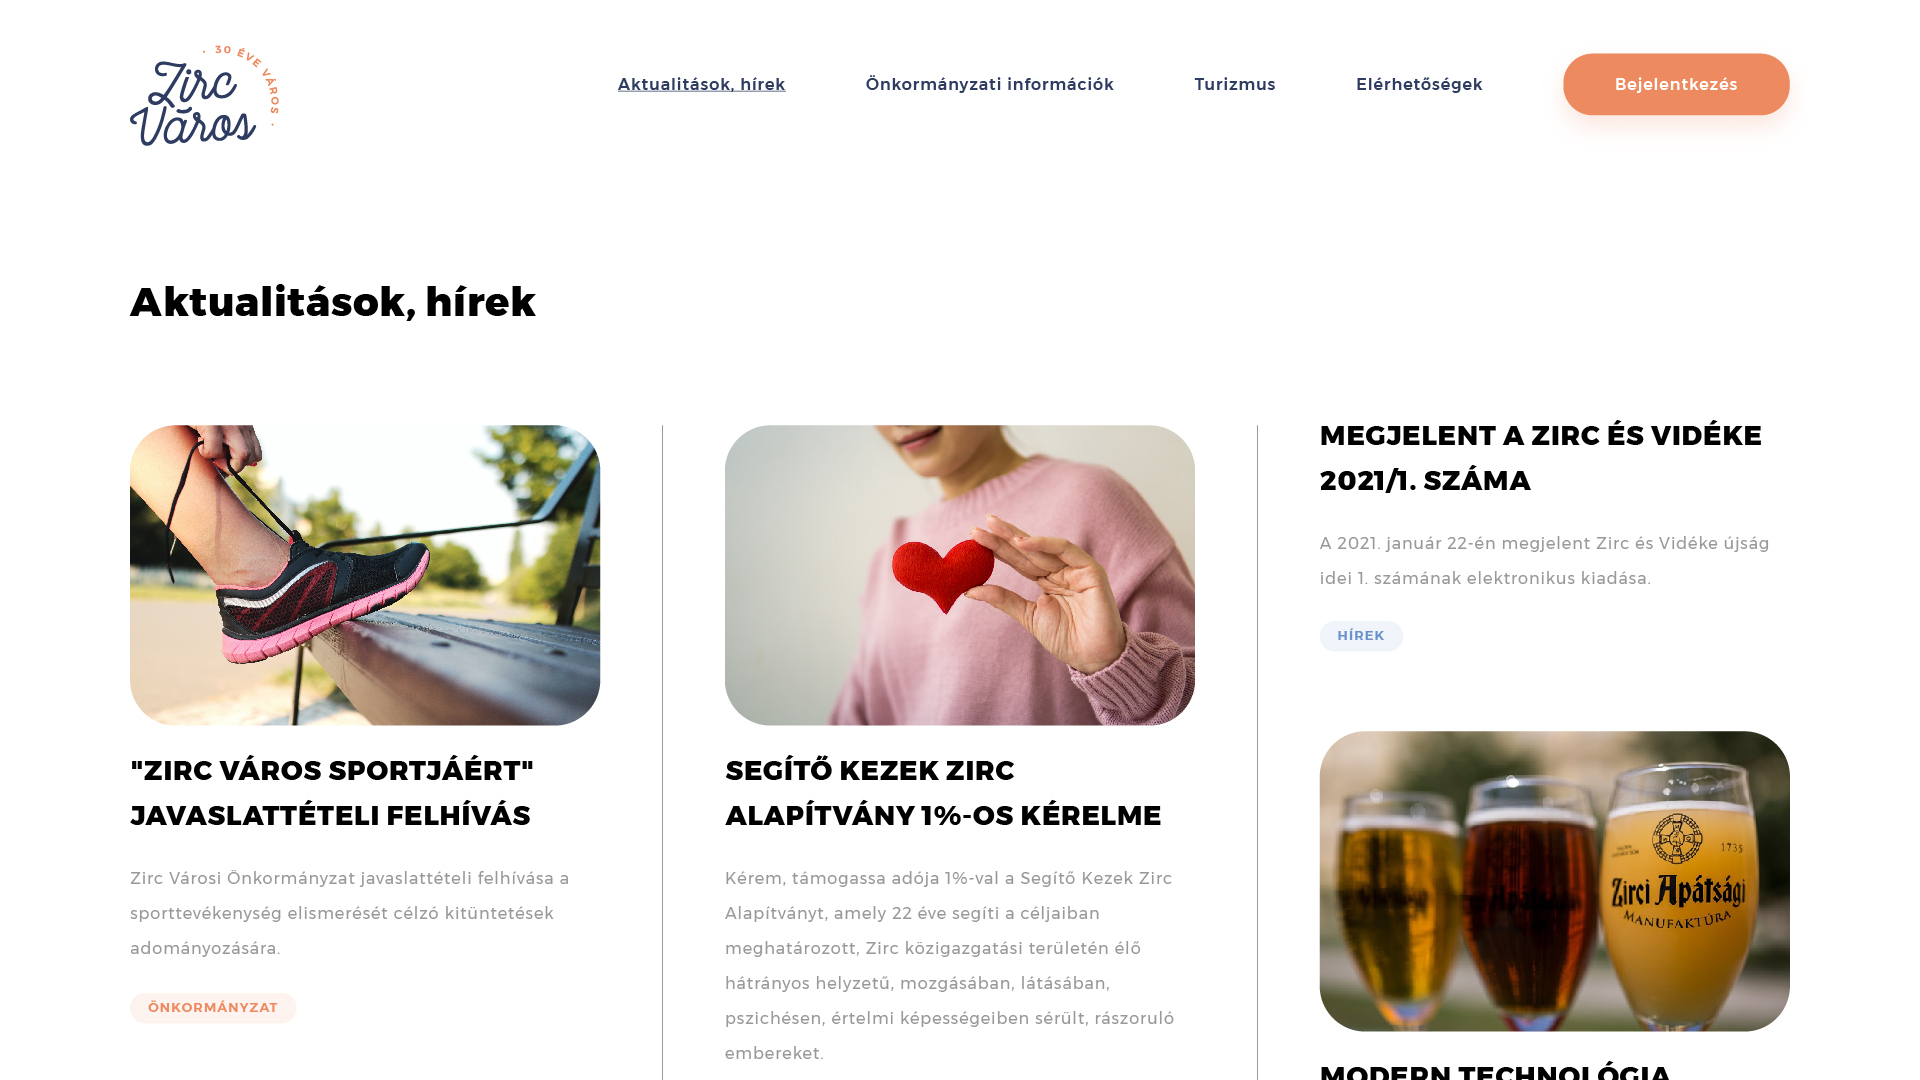 · 30 ÉVE VÁROS ·
Zirc
Város
Aktualitások, hírek
Önkormányzati információk
Turizmus
Elérhetőségek
Bejelentkezés
Aktualitások, hírek
"ZIRC VÁROS SPORTJÁÉRT"
JAVASLATTÉTELI FELHÍVÁS
Zirc Városi Önkormányzat javaslattételi felhívása a
sporttevékenység elismerését célzó kitüntetések
adományozására.
ÖNKORMÁNYZAT
SEGÍTŐ KEZEK ZIRC
ALAPÍTVÁNY 1%-OS KÉRELME
Kérem, támogassa adója 1%-val a Segítő Kezek Zirc
Alapítványt, amely 22 éve segíti a céljaiban
meghatározott, Zirc közigazgatási területén élő
hátrányos helyzetű, mozgásában, látásában,
pszichésen, értelmi képességeiben sérült, rászoruló
embereket.
MEGJELENT A ZIRC ÉS VIDÉKE
2021/1. SZÁMA
A 2021. január 22-én megjelent Zirc és Vidéke újság
idei 1. számának elektronikus kiadása.
HÍREK
1735
Zirci Apátsági
MANUFAKTÚRA
MODERN TECHNOLÓGIA